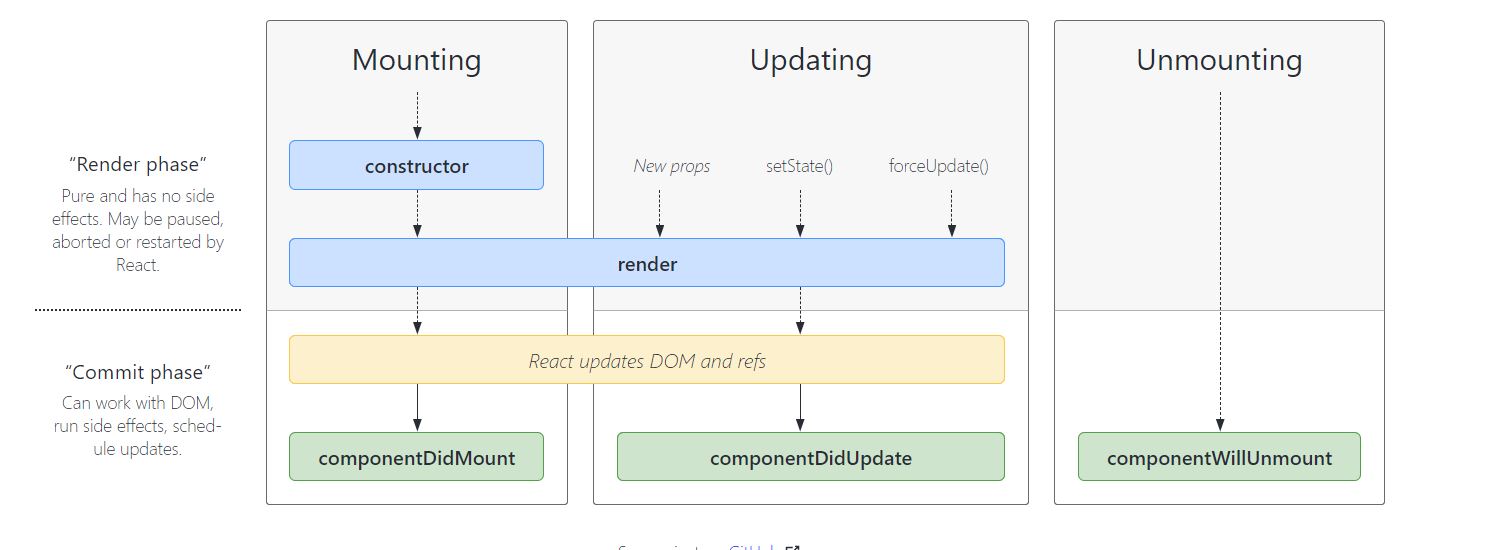 Mounting
Updating
Unmounting
“Render phase”
Pure and has no side
effects. May be paused,
aborted or restarted by
React.
constructor
New props
setState()
forceUpdate()
render
“Commit phase”
Can work with DOM,
run side effects, sched-
ule updates.
React updates DOM and refs
componentDidMount
componentDidUpdate
componentWillUnmount